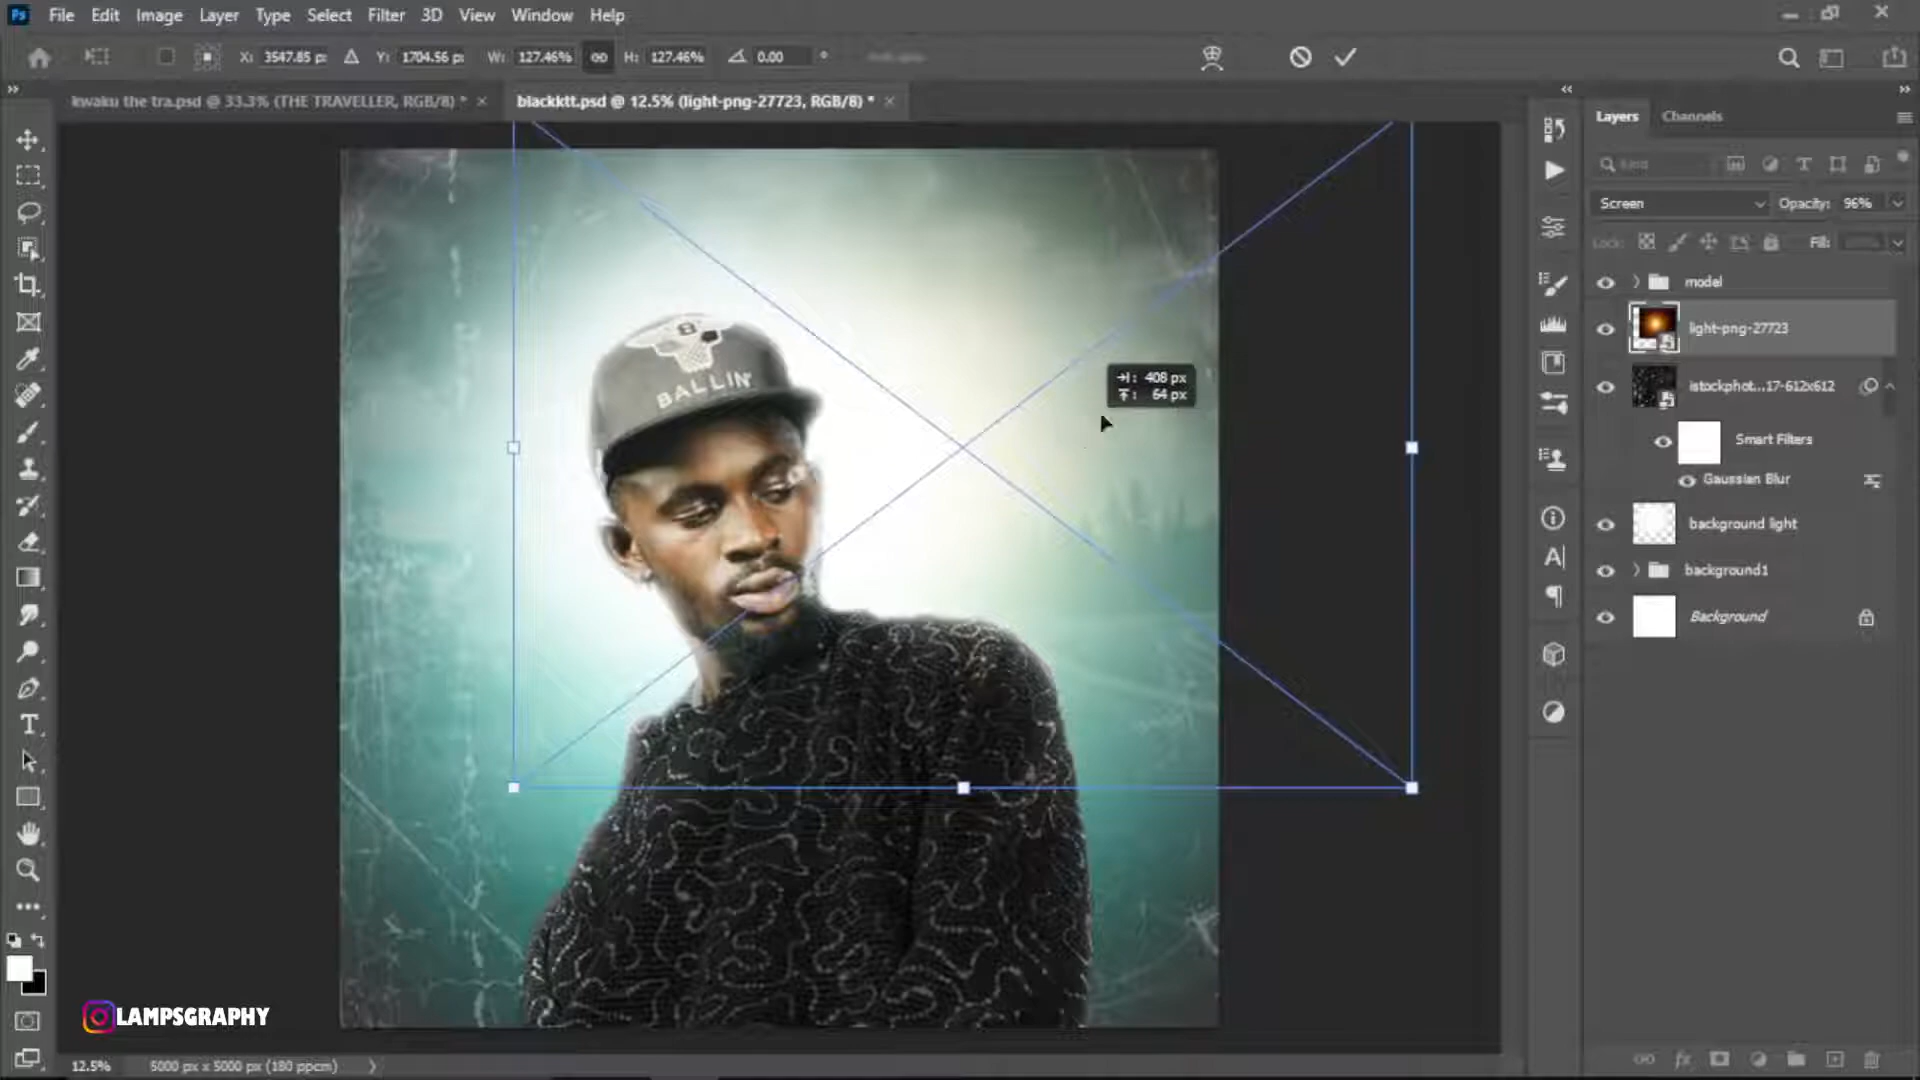 Ps File Edit Image Layer Type Select Filter 3D View Window Help
X: 3547.85 px Y: 1704.56 px W: 127.46% H: 127.46% 0.00 °
kwaku the tra.psd @ 33.3% (THE TRAVELLER, RGB/8) * ×
blacktt.psd @ 12.5% (light-png-27723, RGB/8) * ×
Layers Channels
Kind
Screen Opacity: 96%
Lock: Fill:
model
light-png-27723
istockphot...17-612x612
Smart Filters
Gaussian Blur
background light
background1
Background
408 px
64 px
8
BALLIN'
LAMPSGRAPHY
12.5% 5000 px x 5000 px (180 ppcm)